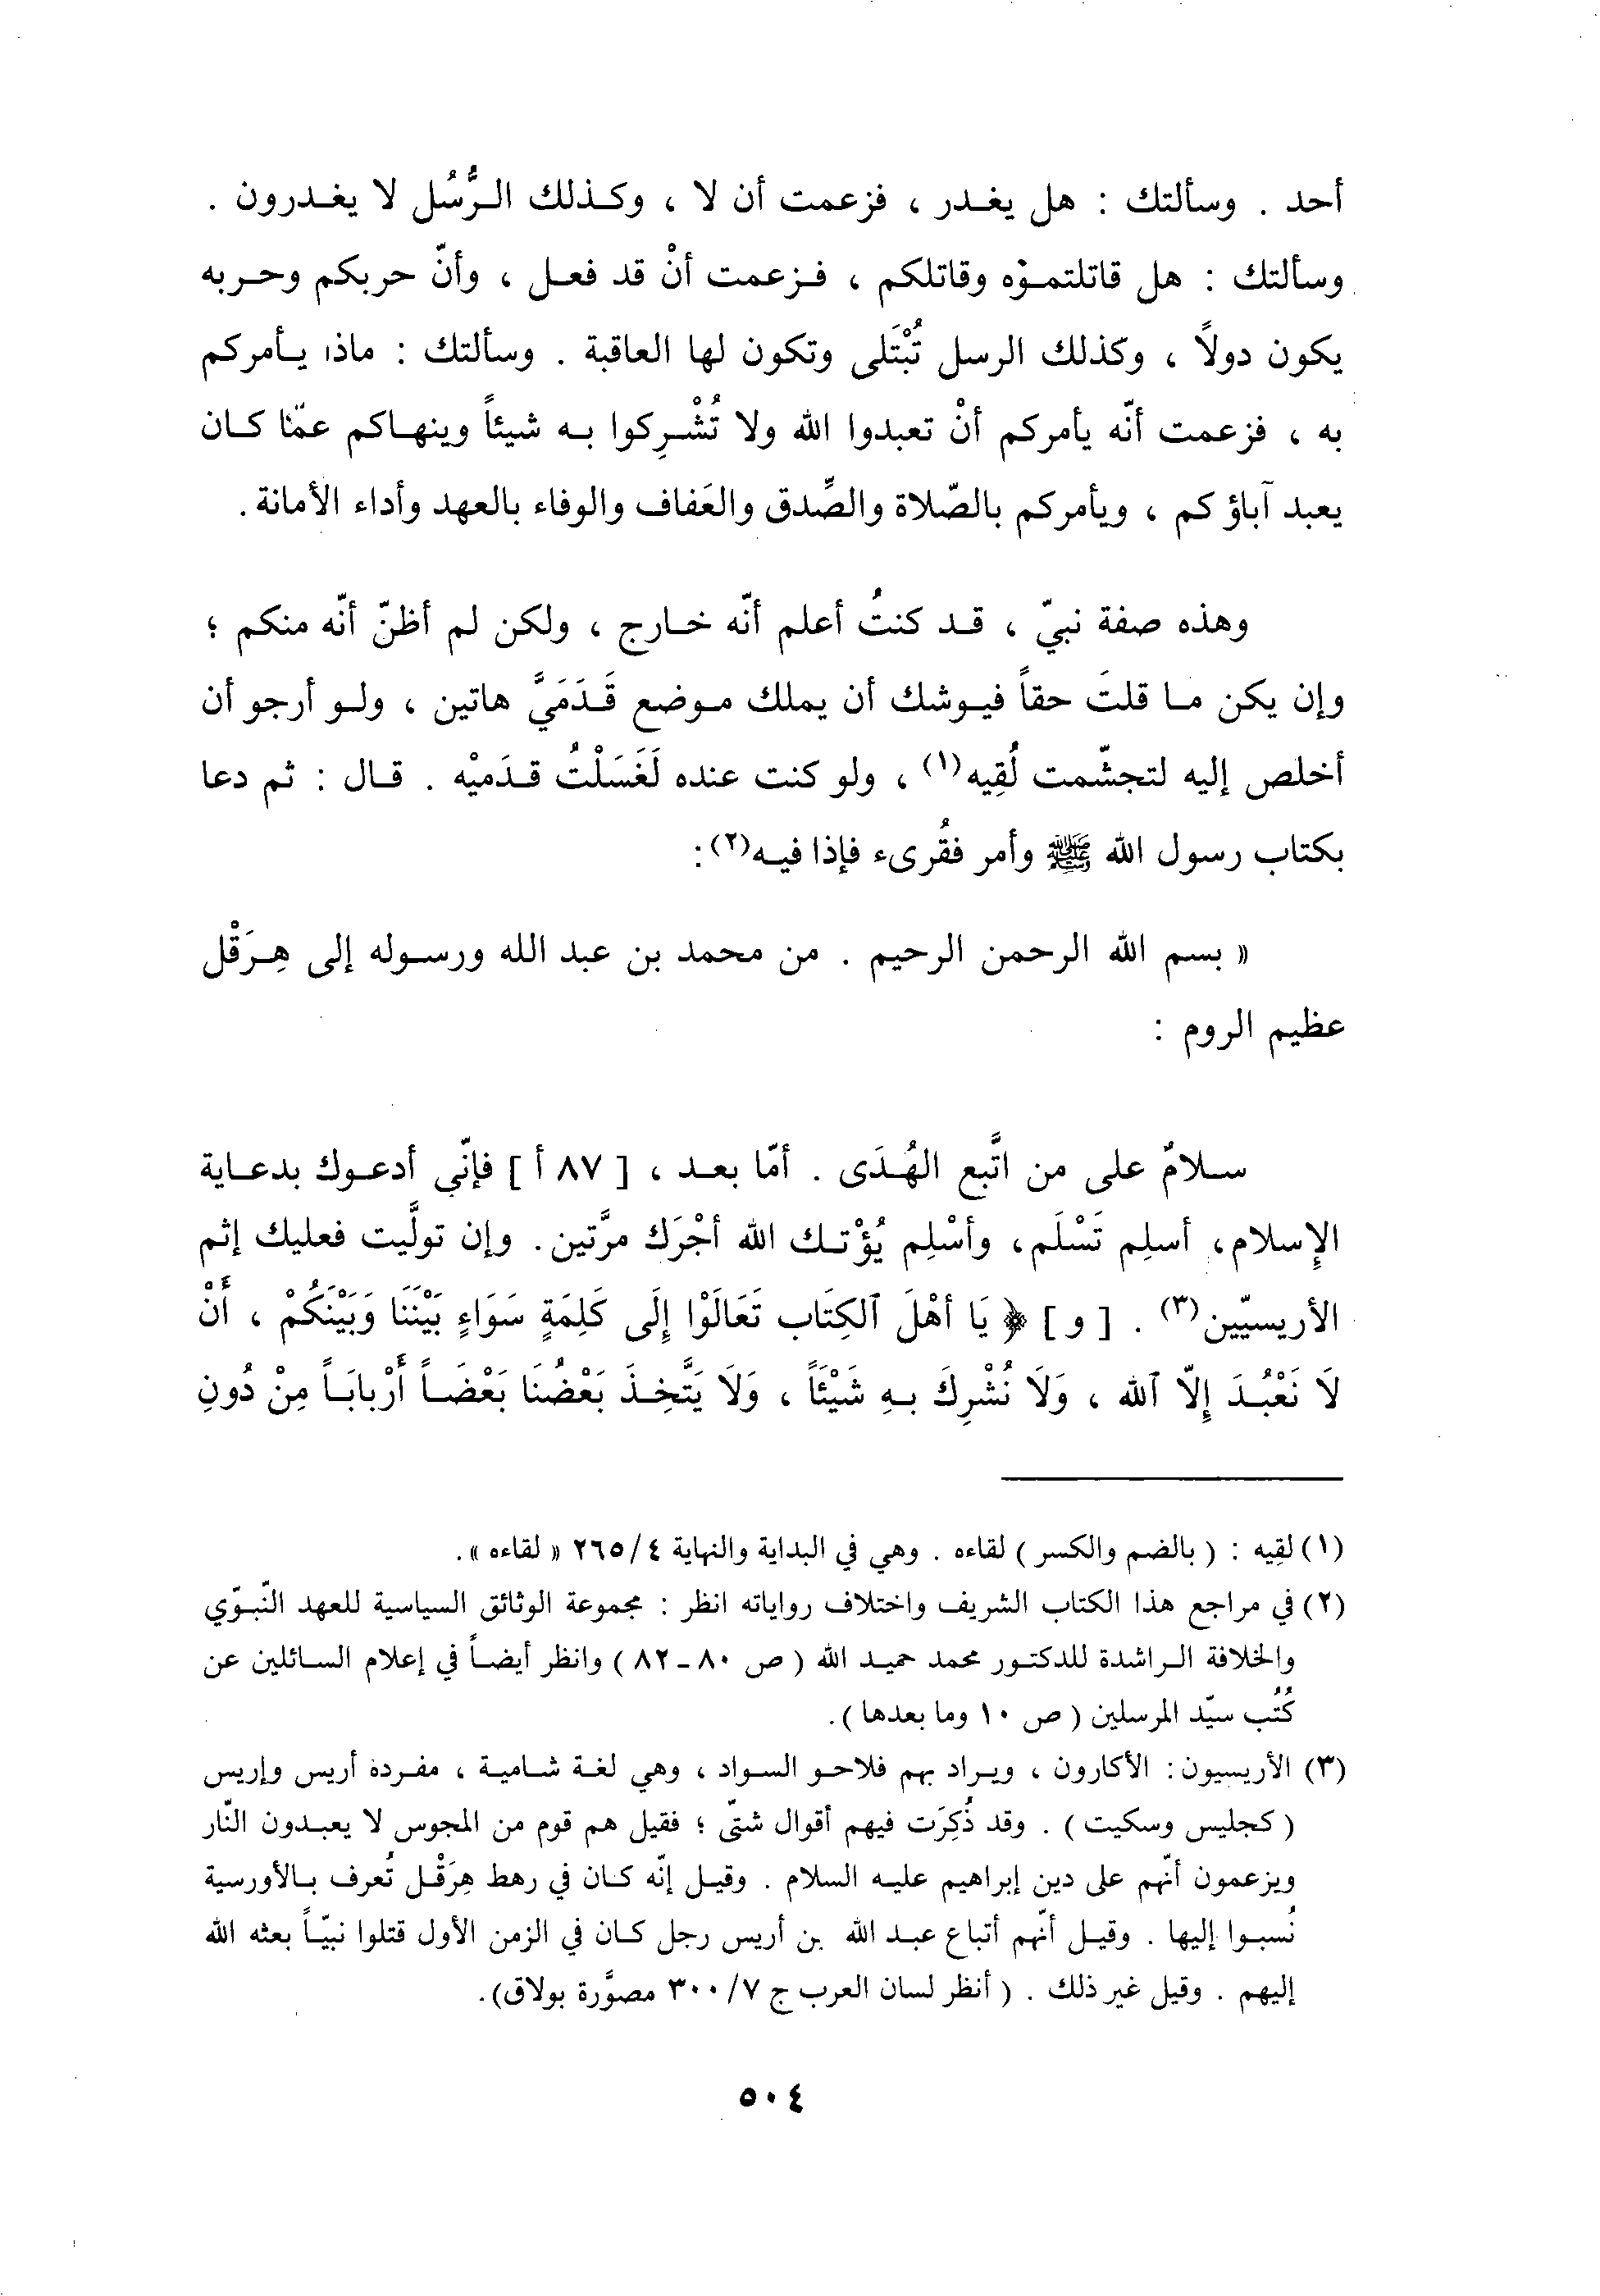 أحد . وسألتك : هل يغدر ، فزعمت أن لا ، وكذلك الرُّسُل لا يغدرون .
وسألتك : هل قاتلتموْه وقاتلكم ، فزعمت أنْ قد فعل ، وأنّ حربكم وحربه
يكون دولاً ، وكذلك الرسل تُبْتَلى وتكون لها العاقبة . وسألتك : ماذا يأمركم
به ، فزعمت أنّه يأمركم أنْ تعبدوا الله ولا تُشْرِكوا به شيئاً وينهاكم عمّا كان
يعبد آباؤكم ، ويأمركم بالصّلاة والصِّدق والعَفاف والوفاء بالعهد وأداء الأمانة .
وهذه صفة نبيّ ، قد كنتُ أعلم أنّه خارج ، ولكن لم أظنّ أنّه منكم ؛
وإن يكن ما قلتَ حقاً فيوشك أن يملك موضع قَدَمَيَّ هاتين ، ولو أرجو أن
أخلص إليه لتجشّمت لُقِيه(١) ، ولو كنت عنده لَغَسَلْتُ قدَميْه . قال : ثم دعا
بكتاب رسول الله ﷺ وأمر فقُرىء فإذا فيه(٢) :
« بسم الله الرحمن الرحيم . من محمد بن عبد الله ورسوله إلى هِرَقْل
عظيم الروم :
سلامٌ على من اتَّبع الهُدَى . أمّا بعد ، [ ٨٧ أ ] فإنّي أدعوك بدعاية
الإسلام، أسلِم تَسْلَم، وأسْلِم يُؤْتك الله أجْرَك مرَّتين. وإن تولَّيت فعليك إثم
الأريسيّين(٣) . [ و ] ﴿ يَا أهْلَ ٱلكِتَاب تَعَالَوْا إِلَى كَلِمَةٍ سَوَاءٍ بَيْنَنَا وَبَيْنَكُمْ ، أَنْ
لَا نَعْبُدَ إِلّا ٱلله ، وَلَا نُشْرِكَ بهِ شَيْئَاً ، وَلَا يَتَّخِذَ بَعْضُنَا بَعْضَاً أَرْبابَاً مِنْ دُونِ
(١) لقِيه : ( بالضم والكسر ) لقاءه . وهي في البداية والنهاية ٢٦٥/٤ « لقاءه ».
(٢) في مراجع هذا الكتاب الشريف واختلاف رواياته انظر : مجموعة الوثائق السياسية للعهد النّبوّي
والخلافة الراشدة للدكتور محمد حميد الله ( ص ٨٠ - ٨٢ ) وانظر أيضاً في إعلام السائلين عن
كُتُب سيّد المرسلين ( ص ١٠ وما بعدها ).
(٣) الأريسيون : الأكارون ، ويراد بهم فلاحو السواد ، وهي لغة شامية ، مفرده أريس وإريس
( كجليس وسكيت ) . وقد ذُكِرَت فيهم أقوال شتّى ؛ فقيل هم قوم من المجوس لا يعبدون النّار
ويزعمون أنّهم على دين إبراهيم عليه السلام . وقيل إنّه كان في رهط هِرَقْل تُعرف بالأورسية
نُسبوا إليها . وقيل أنّهم أتباع عبد الله بن أريس رجل كان في الزمن الأول قتلوا نبيّاً بعثه الله
إليهم . وقيل غير ذلك . ( أنظر لسان العرب ج ٣٠٠/٧ مصوَّرة بولاق).
٥٠٤